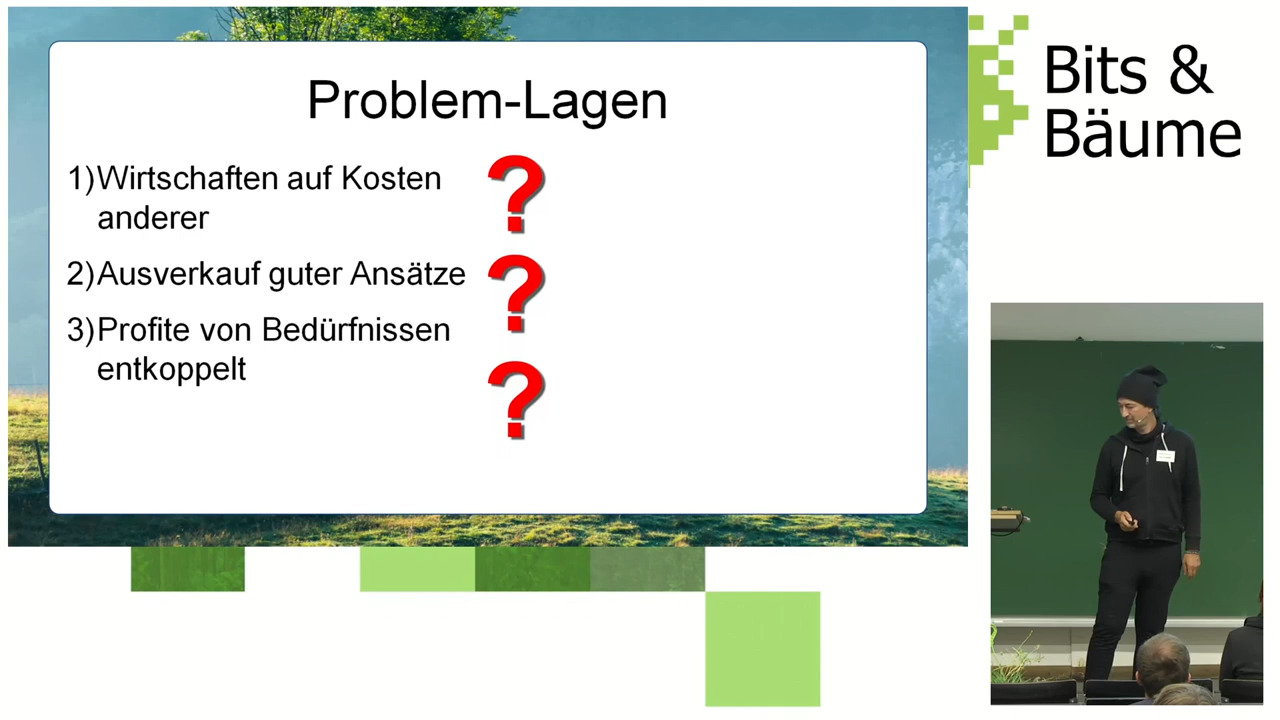 Problem-Lagen
1)Wirtschaften auf Kosten
anderer
2)Ausverkauf guter Ansätze
3)Profite von Bedürfnissen
entkoppelt
?
?
?
Bits &
Bäume